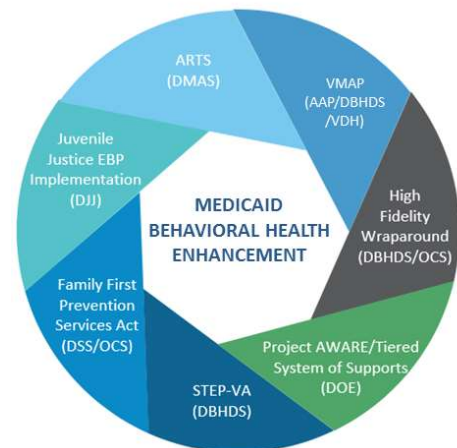 ARTS
(DMAS)
VMAP
(AAP/DBHDS
/VDH)
High
Fidelity
Wraparound
(DBHDS/OCS)
Project AWARE/Tiered
System of Supports
(DOE)
STEP-VA
(DBHDS)
Family First
Prevention
Services Act
(DSS/OCS)
Juvenile
Justice EBP
Implementation
(DJJ)
MEDICAID
BEHAVIORAL HEALTH
ENHANCEMENT